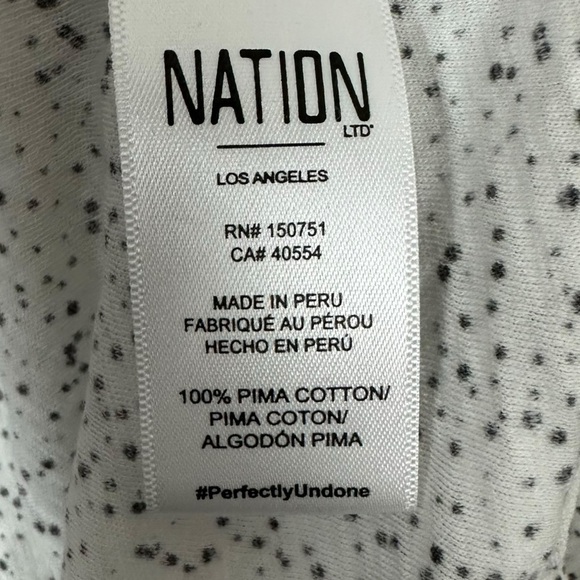 NATION
LTD
LOS ANGELES
RN# 150751
CA# 40554
MADE IN PERU
FABRIQUÉ AU PÉROU
HECHO EN PERÚ
100% PIMA COTTON/
PIMA COTON/
ALGODÓN PIMA
#PerfectlyUndone